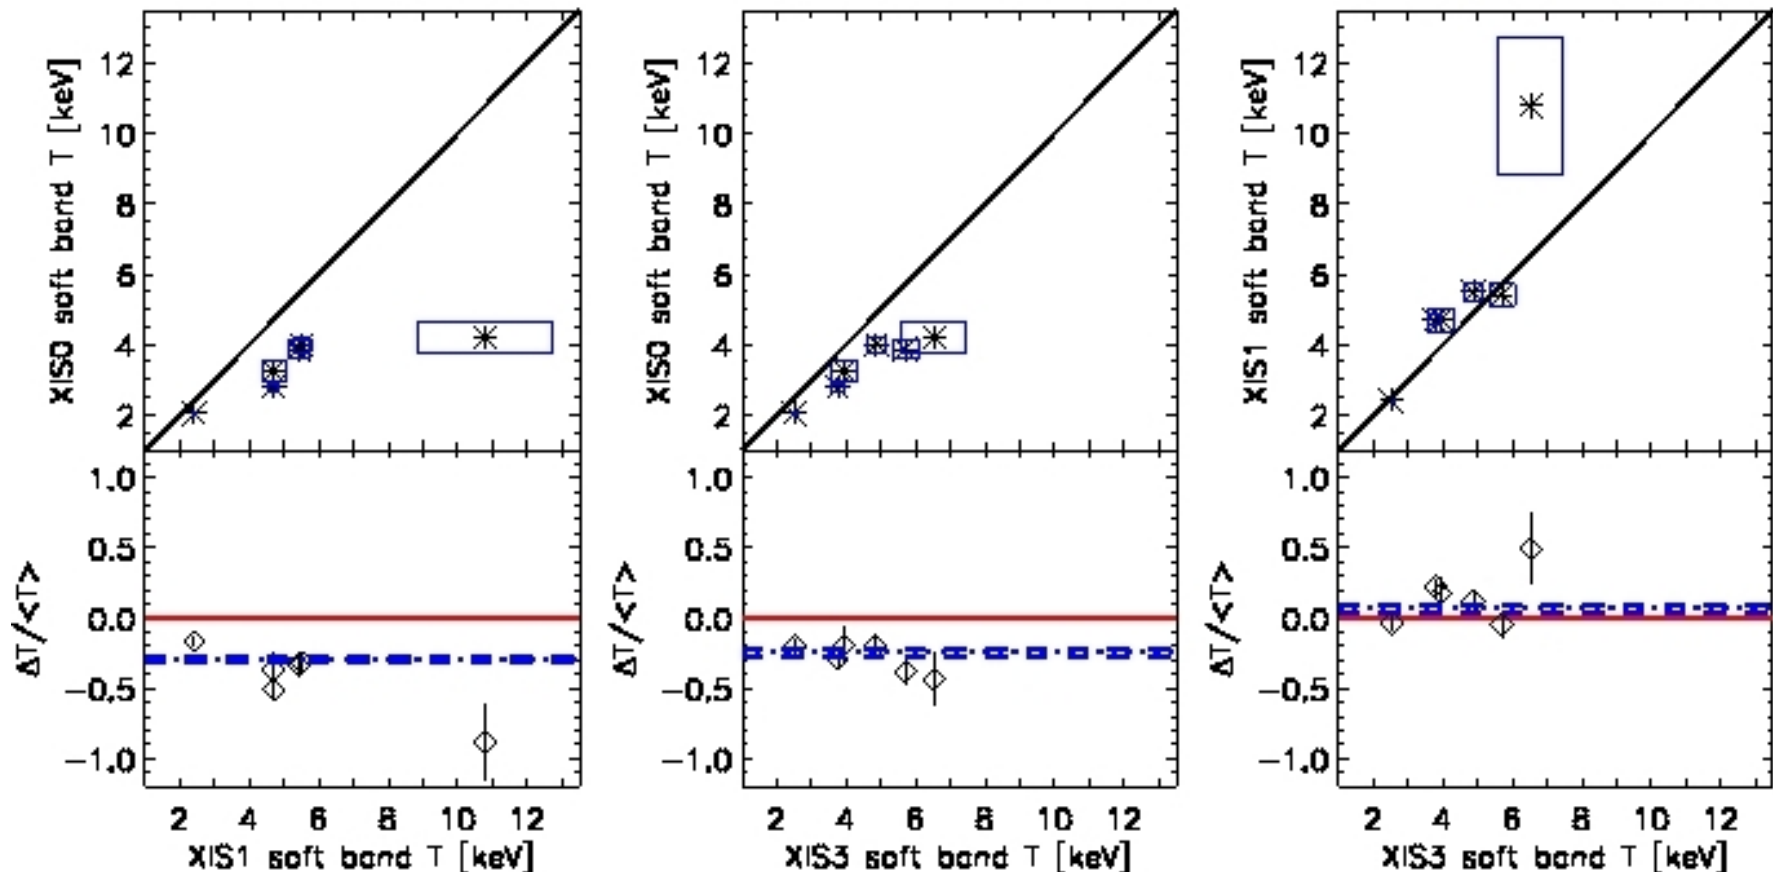 XIS0 soft band T [keV]
12
10
8
6
4
2
XIS0 soft band T [keV]
12
10
8
6
4
2
XIS1 soft band T [keV]
12
10
8
6
4
2
ΔT/<T>
1.0
0.5
0.0
−0.5
−1.0
ΔT/<T>
1.0
0.5
0.0
−0.5
−1.0
ΔT/<T>
1.0
0.5
0.0
−0.5
−1.0
2 4 6 8 10 12
2 4 6 8 10 12
2 4 6 8 10 12
XIS1 soft band T [keV]
XIS3 soft band T [keV]
XIS3 soft band T [keV]